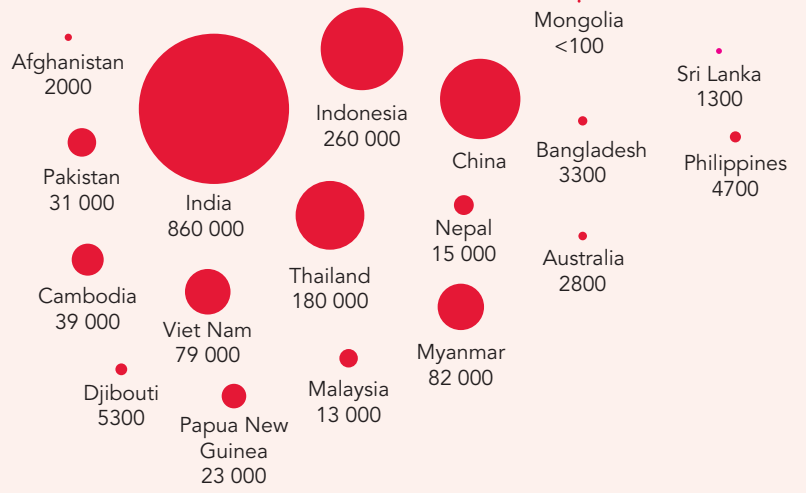 Mongolia
<100
Afghanistan
2000
Sri Lanka
1300
Indonesia
260 000
China
Bangladesh
3300
Philippines
4700
Pakistan
31 000
India
860 000
Nepal
15 000
Australia
2800
Thailand
180 000
Cambodia
39 000
Viet Nam
79 000
Myanmar
82 000
Djibouti
5300
Malaysia
13 000
Papua New
Guinea
23 000